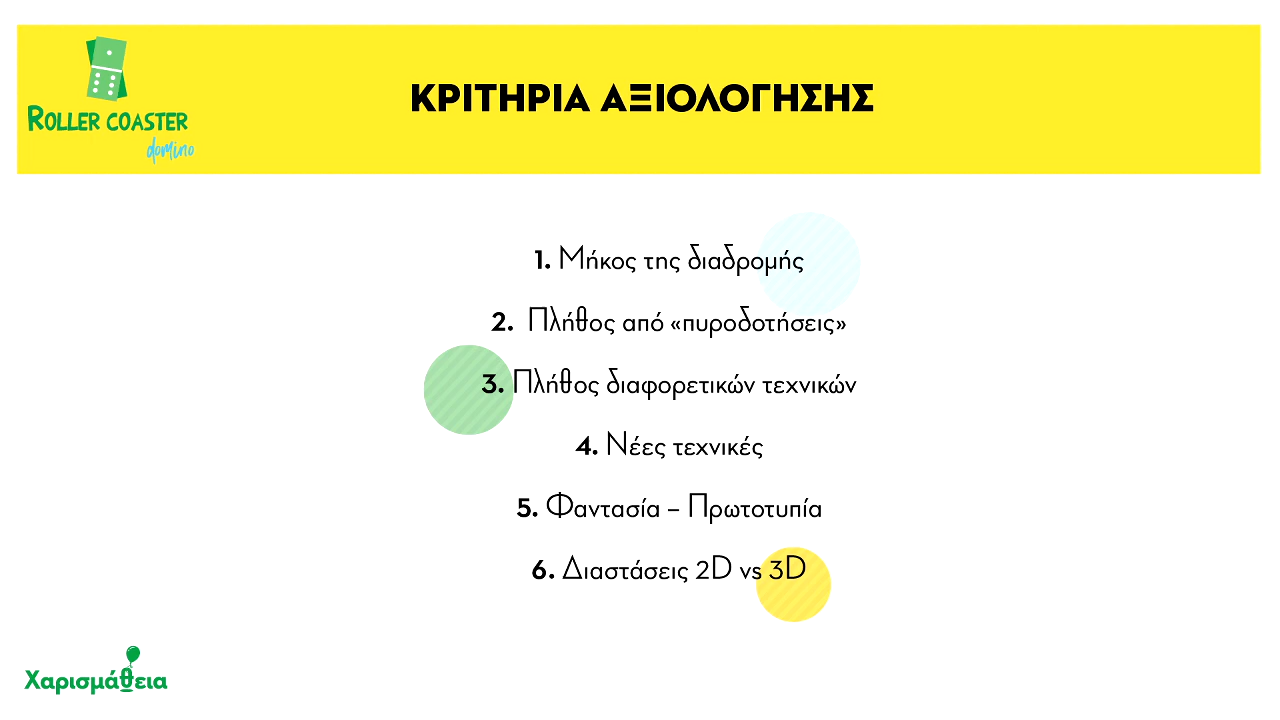 ROLLER COASTER
domino
ΚΡΙΤΗΡΙΑ ΑΞΙΟΛΟΓΗΣΗΣ
1. Μήκος της διαδρομής
2. Πλήθος από «πυροδοτήσεις»
3. Πλήθος διαφορετικών τεχνικών
4. Νέες τεχνικές
5. Φαντασία – Πρωτοτυπία
6. Διαστάσεις 2D vs 3D
Χαρισμάθεια